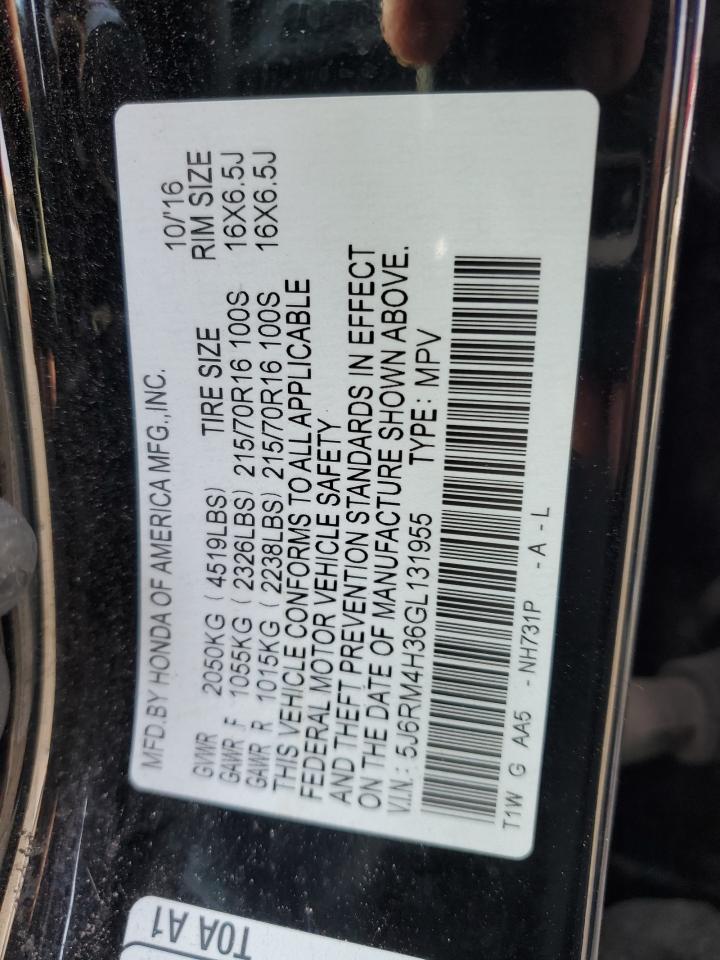 MFD.BY HONDA OF AMERICA MFG.,INC. 10/'16
GVWR 2050KG ( 4519LBS) TIRE SIZE RIM SIZE
GAWR F 1055KG ( 2326LBS) 215/70R16 100S 16X6.5J
GAWR R 1015KG ( 2238LBS) 215/70R16 100S 16X6.5J
THIS VEHICLE CONFORMS TO ALL APPLICABLE
FEDERAL MOTOR VEHICLE SAFETY
AND THEFT PREVENTION STANDARDS IN EFFECT
ON THE DATE OF MANUFACTURE SHOWN ABOVE.
V.I.N.: 5J6RM4H36GL131955 TYPE: MPV
T1W G AA5 - NH731P - A - L
T0A A1